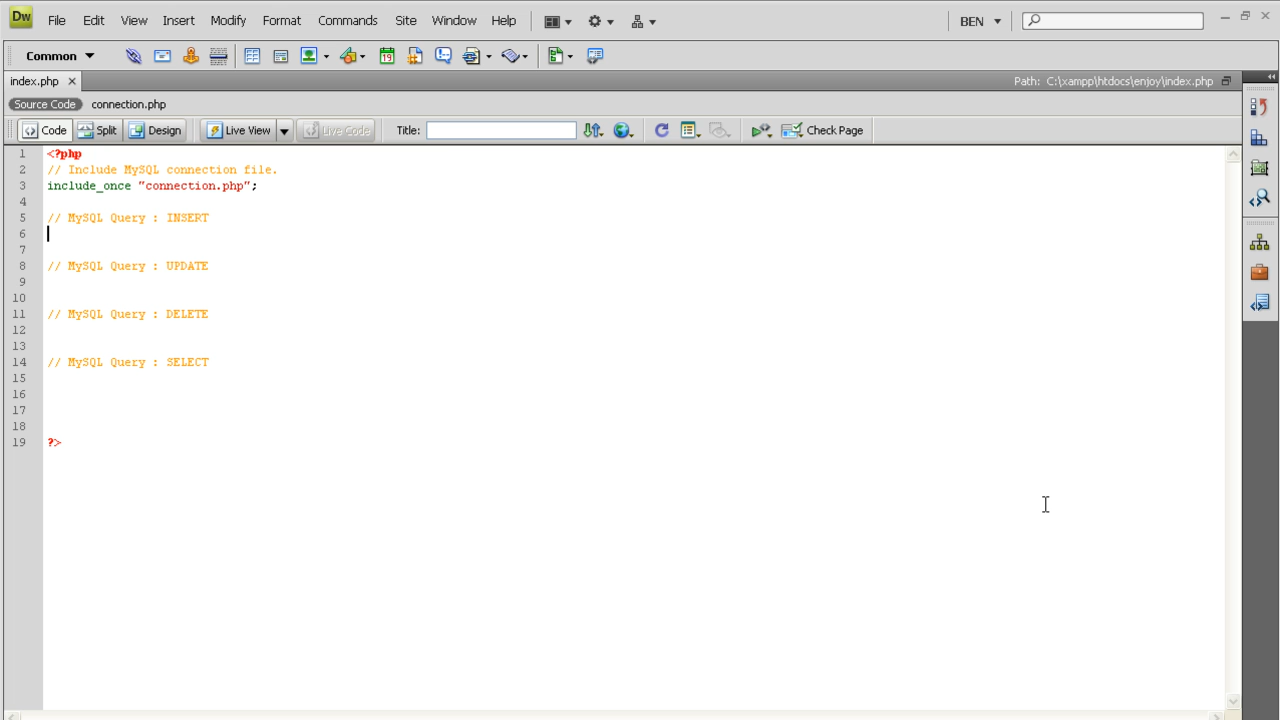 Dw File Edit View Insert Modify Format Commands Site Window Help BEN
Common 19
index.php Path: C:\xampp\htdocs\enjoy\index.php
Source Code connection.php
Code Split Design Live View Live Code Title: Check Page
1 <?php
2 // Include MySQL connection file.
3 include_once "connection.php";
4
5 // MySQL Query : INSERT
6
7
8 // MySQL Query : UPDATE
9
10
11 // MySQL Query : DELETE
12
13
14 // MySQL Query : SELECT
15
16
17
18
19 ?>